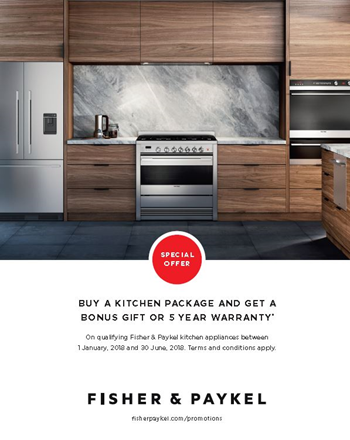 SPECIAL
OFFER
BUY A KITCHEN PACKAGE AND GET A
BONUS GIFT OR 5 YEAR WARRANTY*
On qualifying Fisher & Paykel kitchen appliances between
1 January, 2018 and 30 June, 2018. Terms and conditions apply.
FISHER & PAYKEL
fisherpaykel.com/promotions